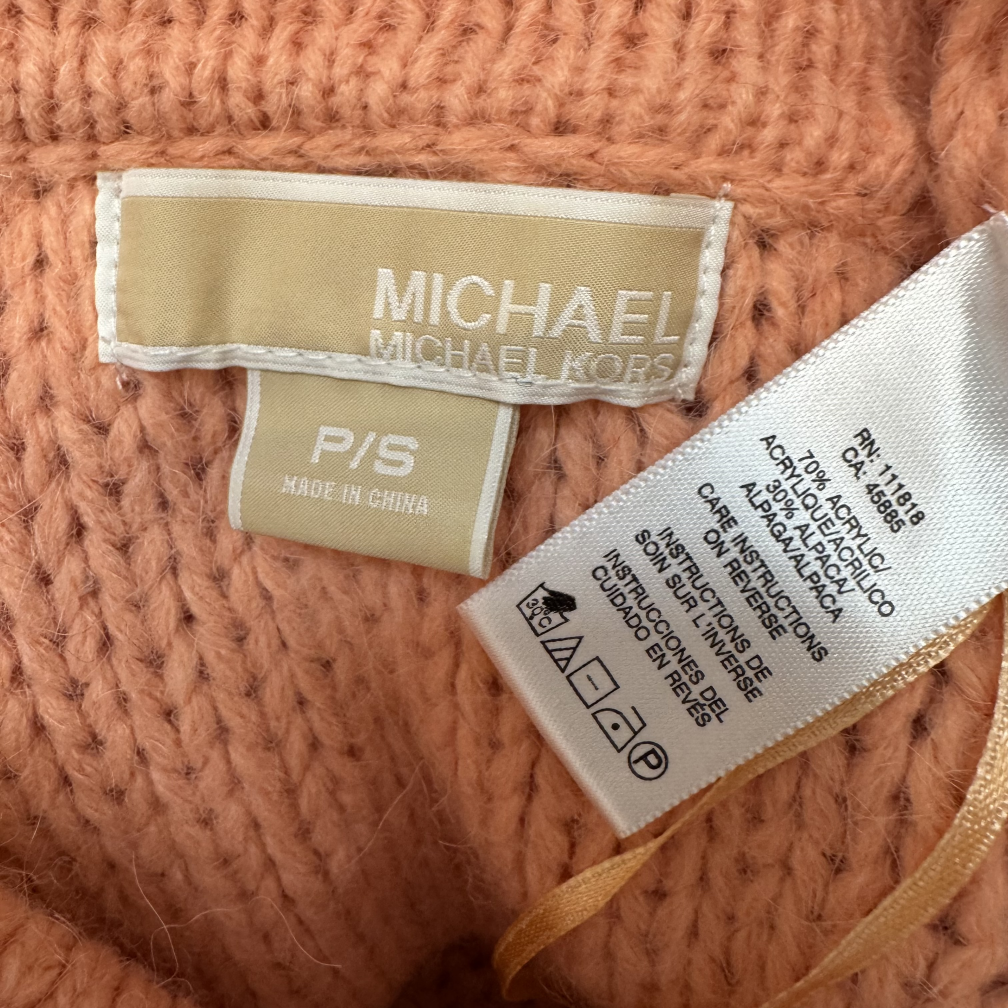 MICHAEL
MICHAEL KORS
P/S
MADE IN CHINA
RN: 111818
CA: 45885
70% ACRYLIC/
ACRYLIQUE/ACRILICO
30% ALPACA/
ALPAGA/ALPACA
CARE INSTRUCTIONS
ON REVERSE
INSTRUCTIONS DE
SOIN SUR L'INVERSE
INSTRUCCIONES DEL
CUIDADO EN REVÉS
30°C
P